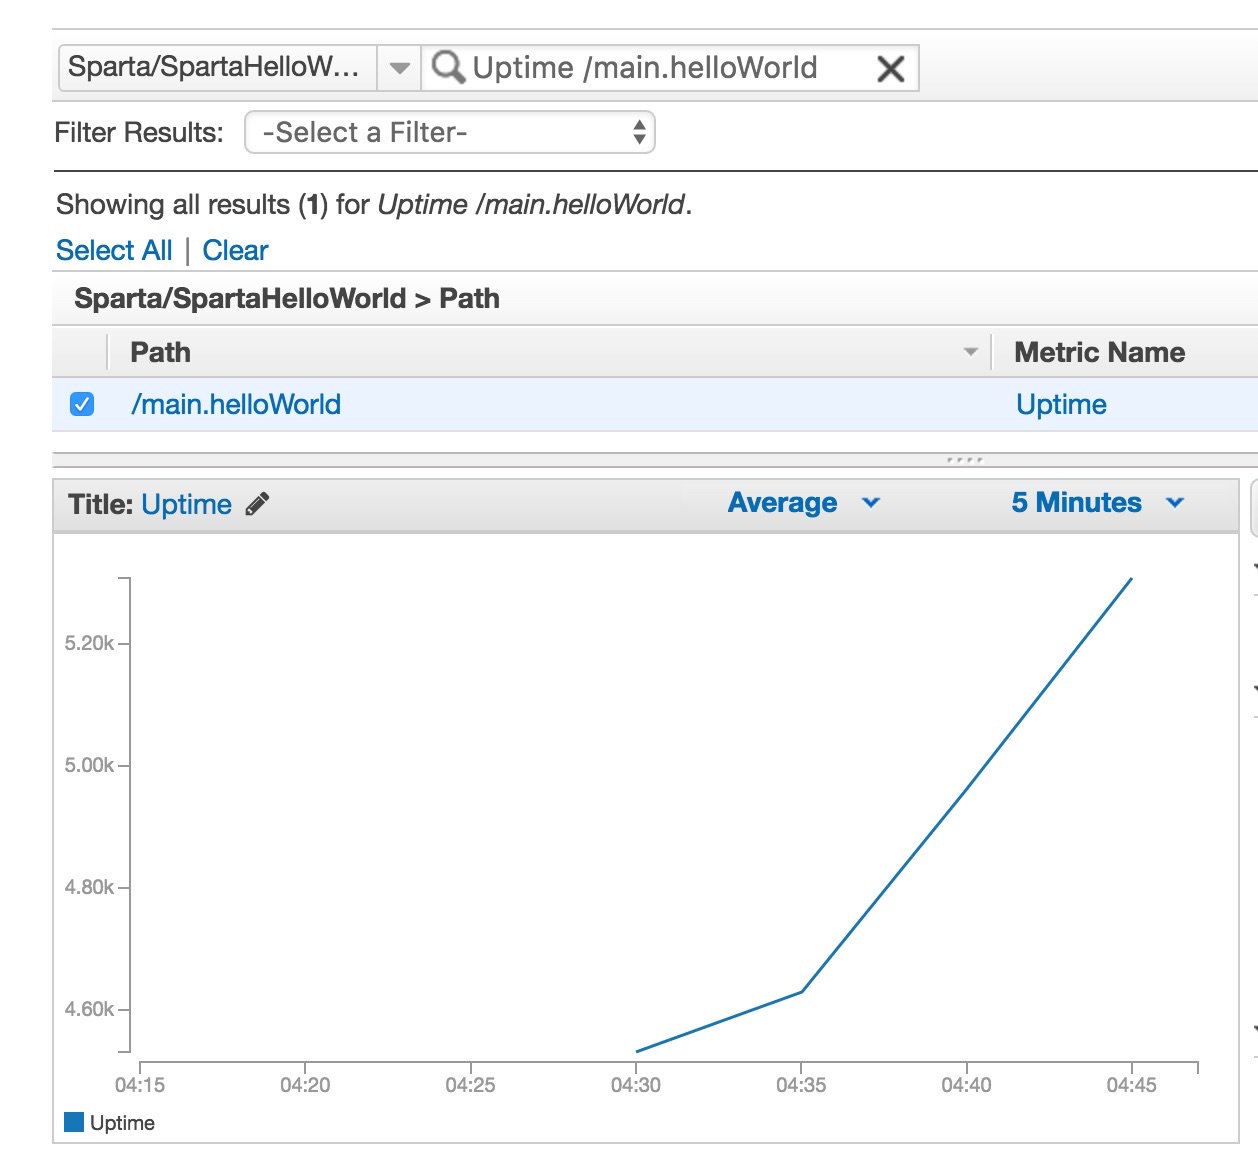 Sparta/SpartaHelloW... Uptime /main.helloWorld
Filter Results: -Select a Filter-
Showing all results (1) for Uptime /main.helloWorld.
Select All | Clear
Sparta/SpartaHelloWorld > Path
Path Metric Name
/main.helloWorld Uptime
Title: Uptime Average 5 Minutes
5.20k
5.00k
4.80k
4.60k
04:15 04:20 04:25 04:30 04:35 04:40 04:45
Uptime